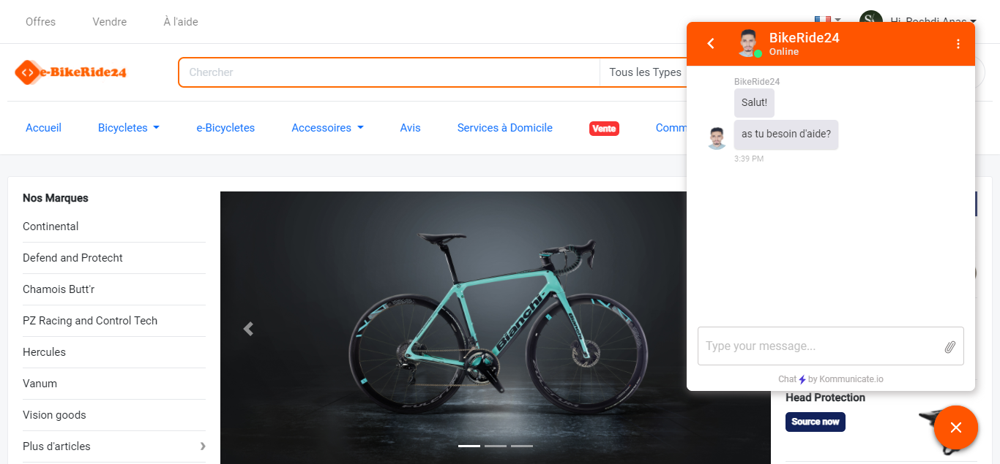 Offres
Vendre
À l'aide
Hi, Roshdi Anas
e-BikeRide24
Chercher
Tous les Types
Accueil
Bicycletes
e-Bicycletes
Accessoires
Avis
Services à Domicile
Vente
Comm
Nos Marques
Continental
Defend and Protecht
Chamois Butt'r
PZ Racing and Control Tech
Hercules
Vanum
Vision goods
Plus d'articles
Bianchi
BikeRide24
Online
BikeRide24
Salut!
as tu besoin d'aide?
3:39 PM
Type your message...
Chat by Kommunicate.io
Head Protection
Source now